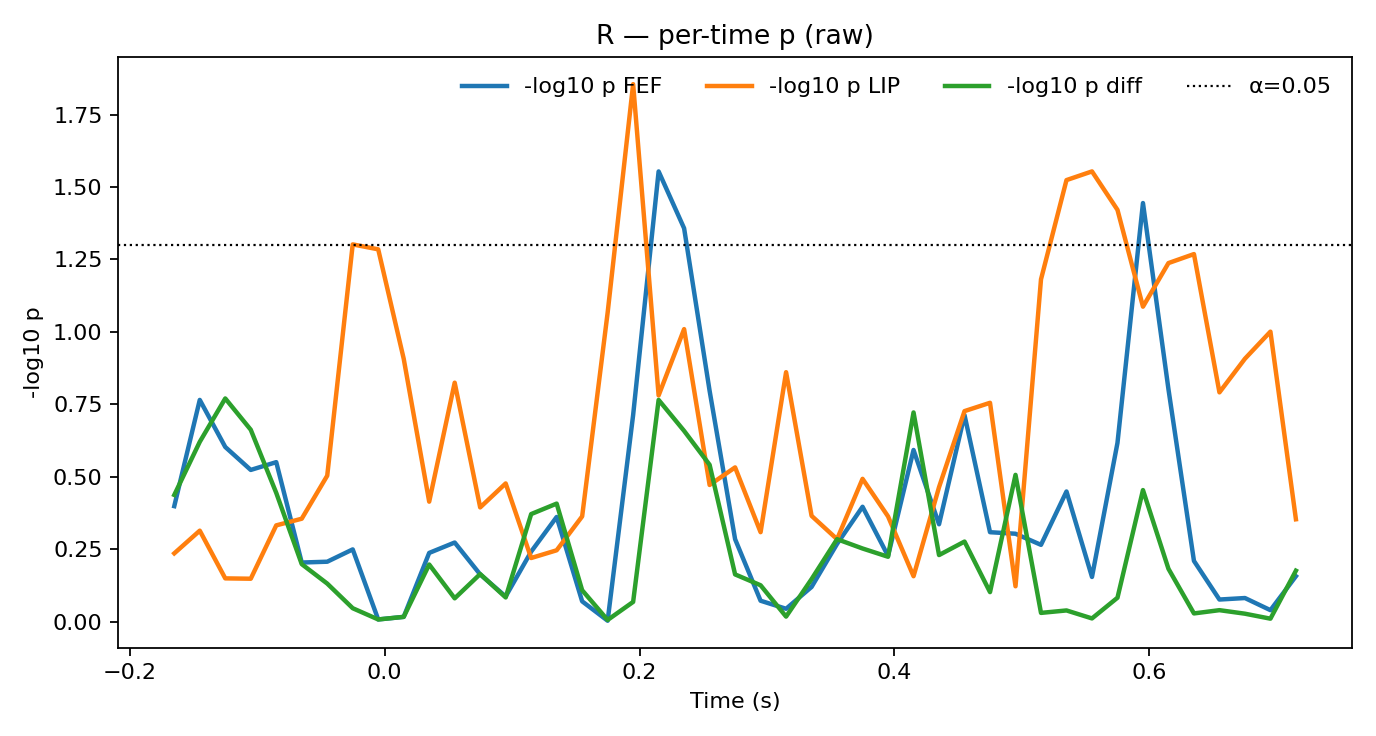 R — per-time p (raw)
-log10 p FEF -log10 p LIP -log10 p diff α=0.05
1.75
1.50
1.25
1.00
0.75
0.50
0.25
0.00
-log10 p
−0.2 0.0 0.2 0.4 0.6
Time (s)